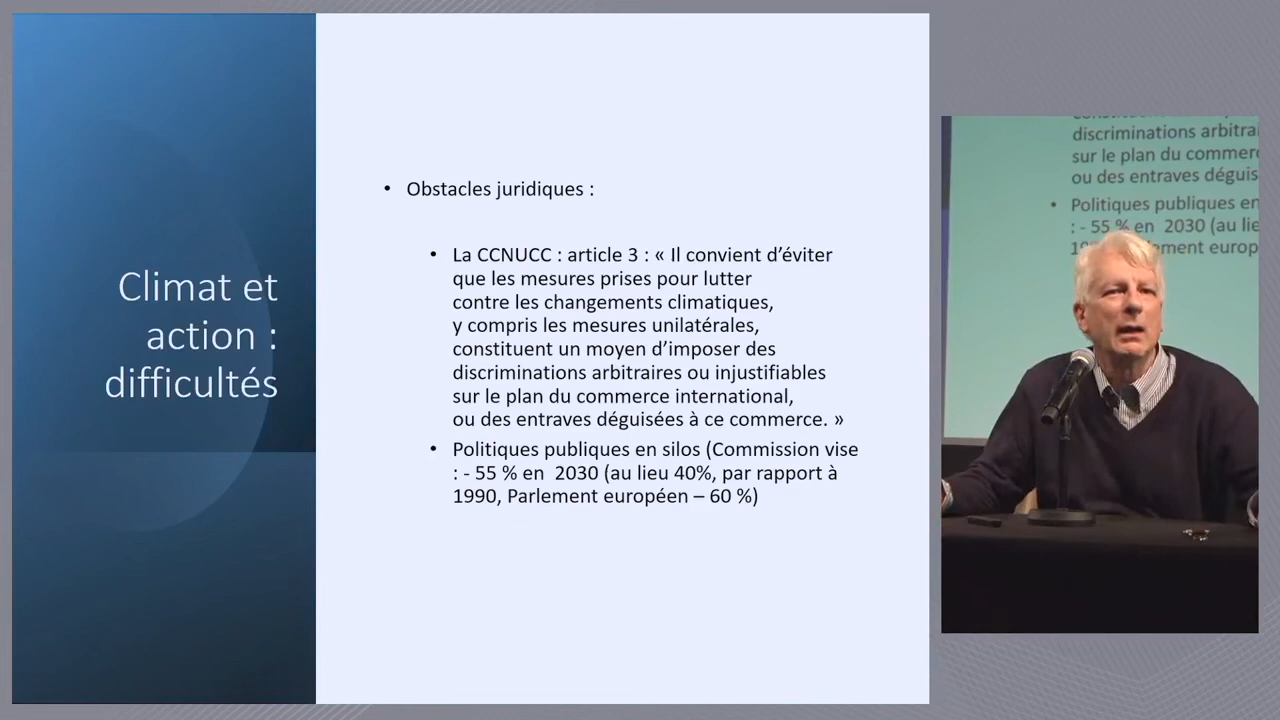 Climat et
action :
difficultés
• Obstacles juridiques :
• La CCNUCC : article 3 : « Il convient d’éviter
que les mesures prises pour lutter
contre les changements climatiques,
y compris les mesures unilatérales,
constituent un moyen d’imposer des
discriminations arbitraires ou injustifiables
sur le plan du commerce international,
ou des entraves déguisées à ce commerce. »
• Politiques publiques en silos (Commission vise
: - 55 % en 2030 (au lieu 40%, par rapport à
1990, Parlement européen – 60 %)
discriminations arbitrai
sur le plan du commerc
ou des entraves déguis
• Politiques publiques en
: - 55 % en 2030 (au lie